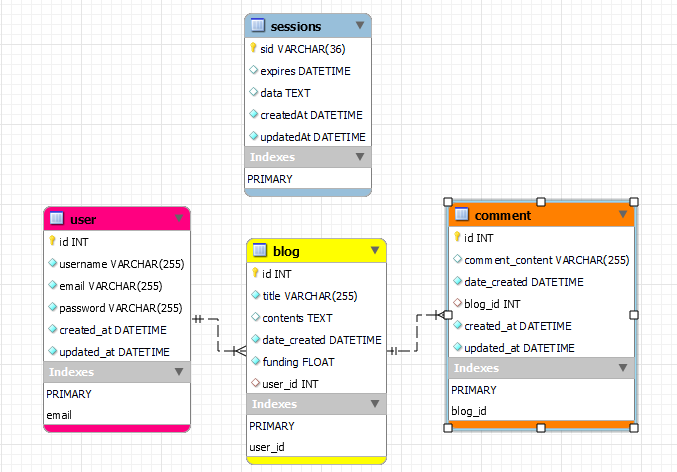 sessions
sid VARCHAR(36)
expires DATETIME
data TEXT
createdAt DATETIME
updatedAt DATETIME
Indexes
PRIMARY
user
id INT
username VARCHAR(255)
email VARCHAR(255)
password VARCHAR(255)
created_at DATETIME
updated_at DATETIME
Indexes
PRIMARY
email
blog
id INT
title VARCHAR(255)
contents TEXT
date_created DATETIME
funding FLOAT
user_id INT
Indexes
PRIMARY
user_id
comment
id INT
comment_content VARCHAR(255)
date_created DATETIME
blog_id INT
created_at DATETIME
updated_at DATETIME
Indexes
PRIMARY
blog_id